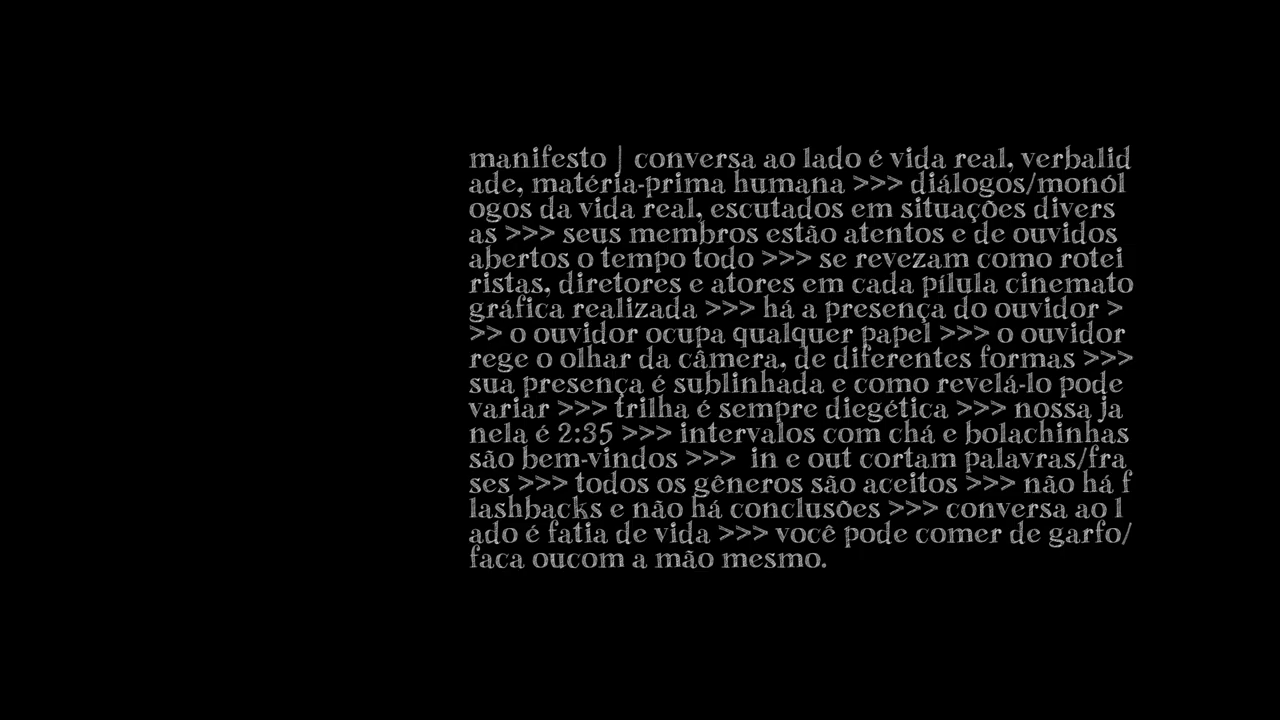 manifesto | conversa ao lado é vida real, verbalid
ade, matéria-prima humana >>> diálogos/monól
ogos da vida real, escutados em situações divers
as >>> seus membros estão atentos e de ouvidos
abertos o tempo todo >>> se revezam como rotei
ristas, diretores e atores em cada pílula cinemato
gráfica realizada >>> há a presença do ouvidor >
>> o ouvidor ocupa qualquer papel >>> o ouvidor
rege o olhar da câmera, de diferentes formas >>>
sua presença é sublinhada e como revelá-lo pode
variar >>> trilha é sempre diegética >>> nossa ja
nela é 2:35 >>> intervalos com chá e bolachinhas
são bem-vindos >>>  in e out cortam palavras/fra
ses >>> todos os gêneros são aceitos >>> não há f
lashbacks e não há conclusões >>> conversa ao l
ado é fatia de vida >>> você pode comer de garfo/
faca oucom a mão mesmo.